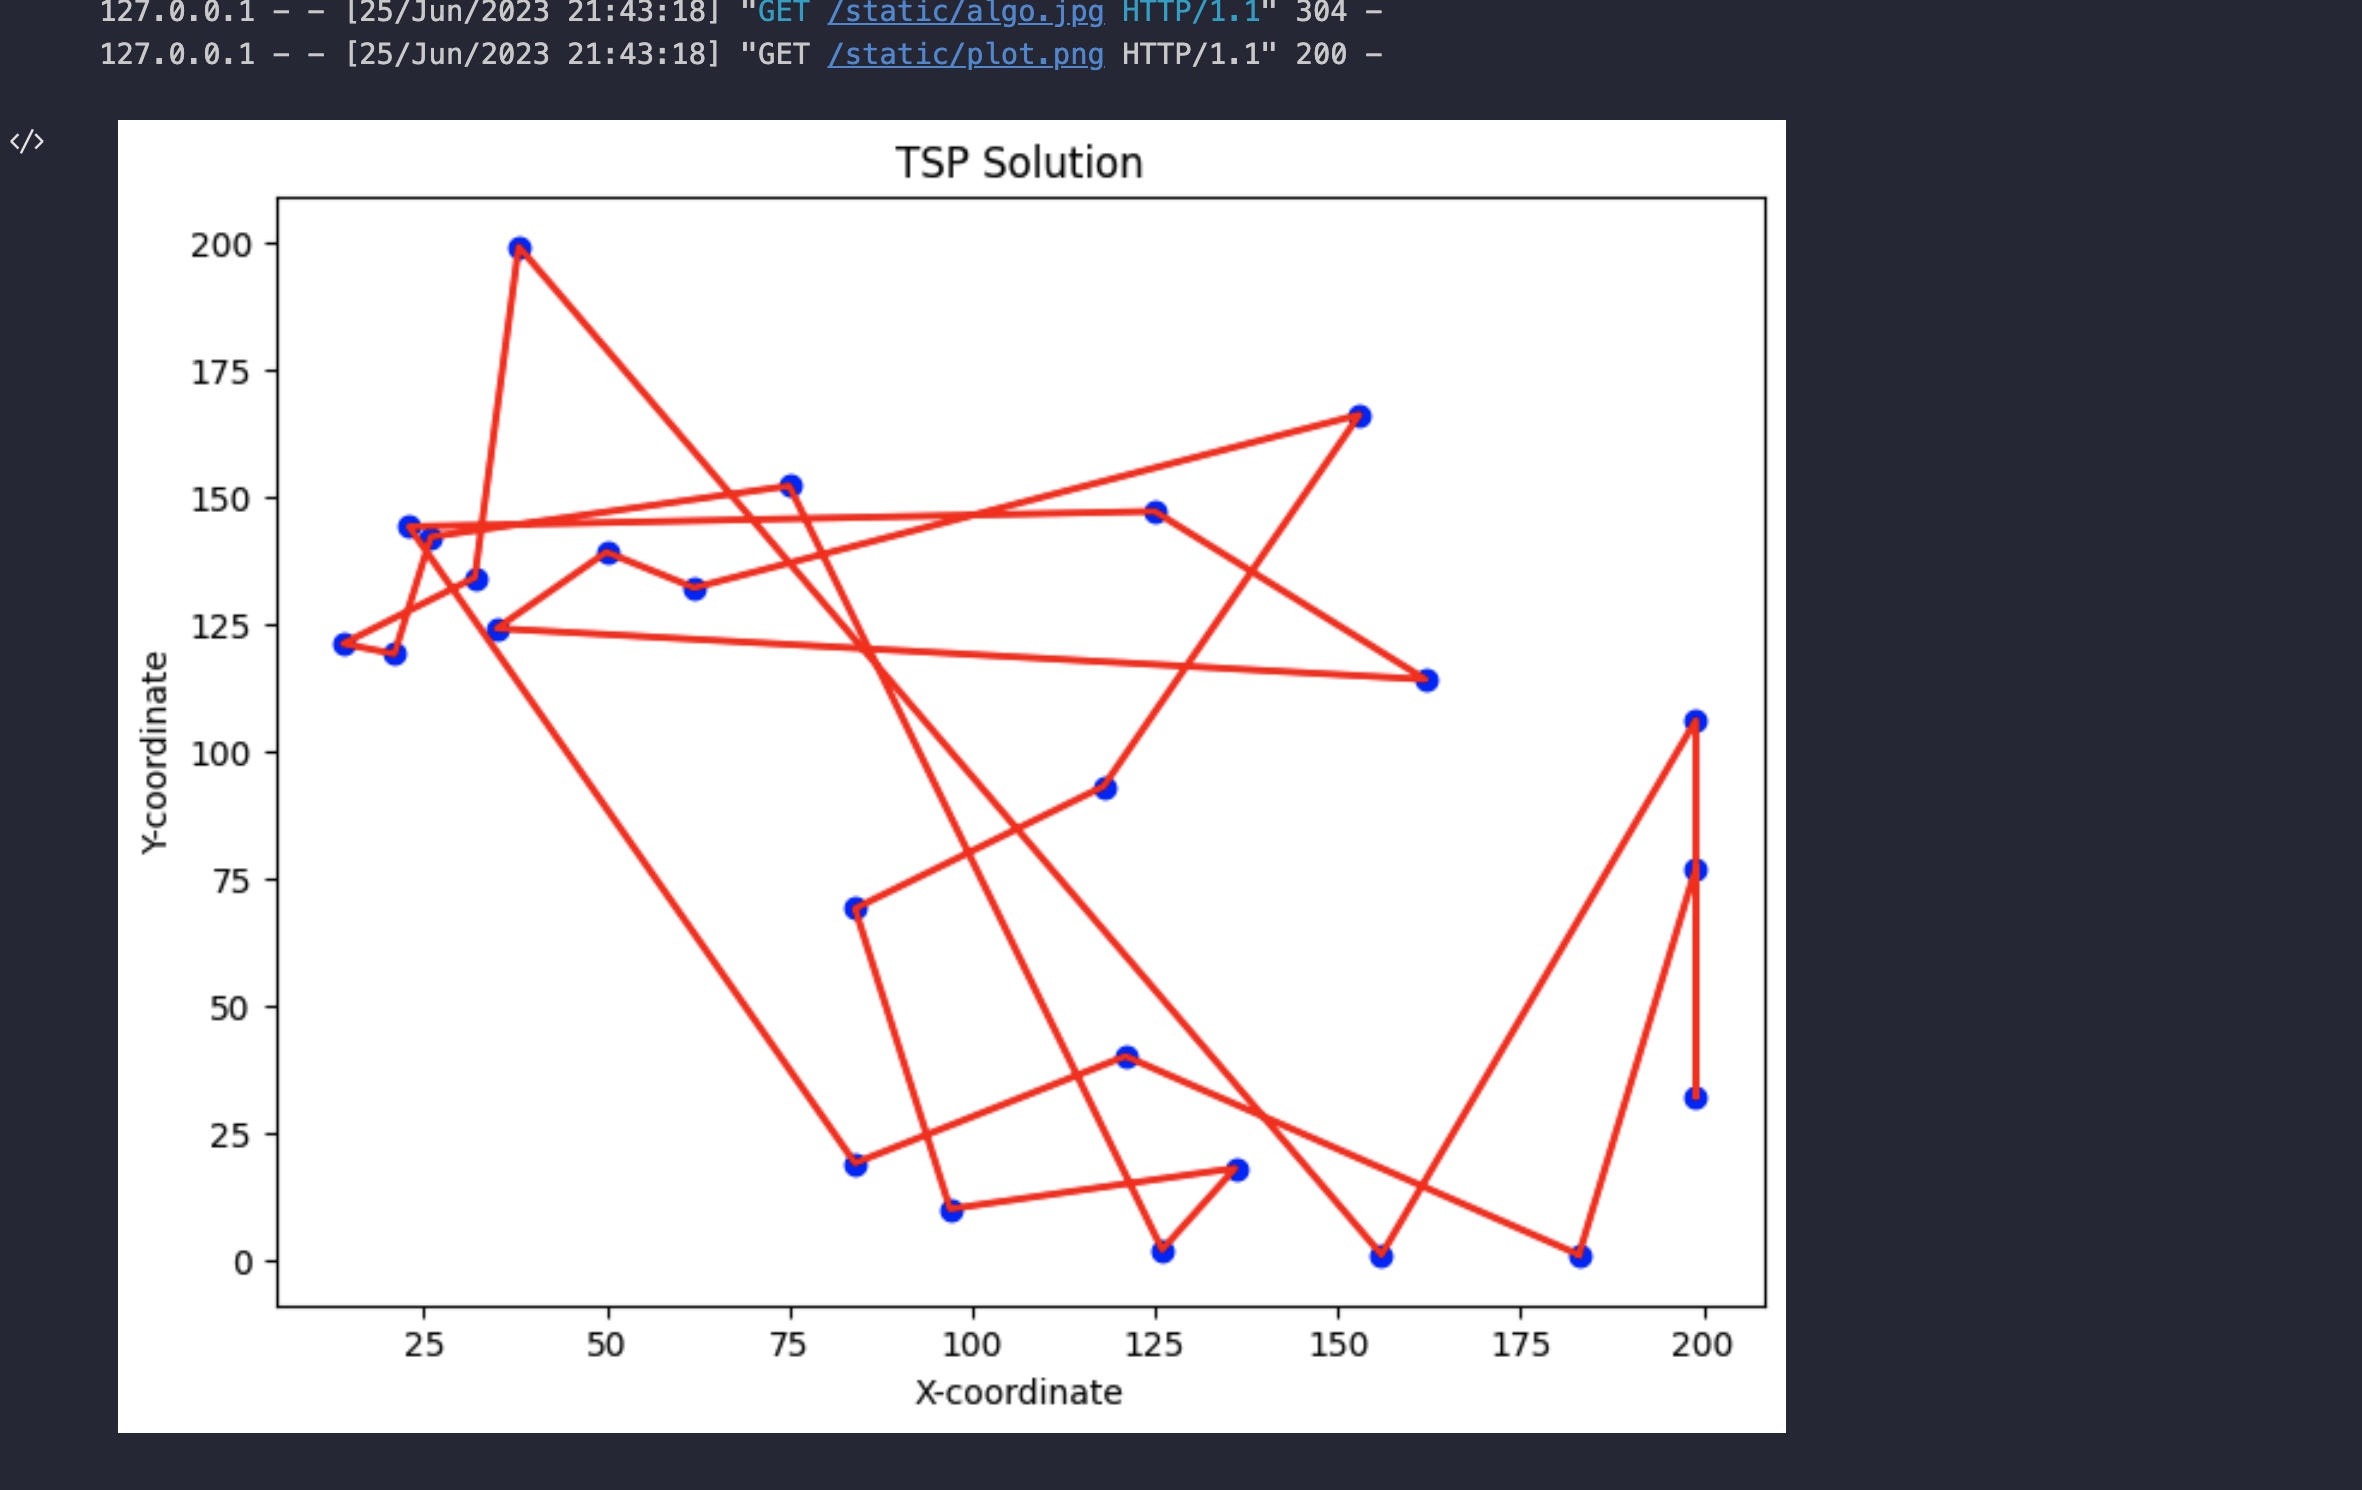 127.0.0.1 - - [25/Jun/2023 21:43:18] "GET /static/algo.jpg HTTP/1.1" 304 -
127.0.0.1 - - [25/Jun/2023 21:43:18] "GET /static/plot.png HTTP/1.1" 200 -
</>
TSP Solution
200
175
150
125
100
75
50
25
0
Y-coordinate
25 50 75 100 125 150 175 200
X-coordinate